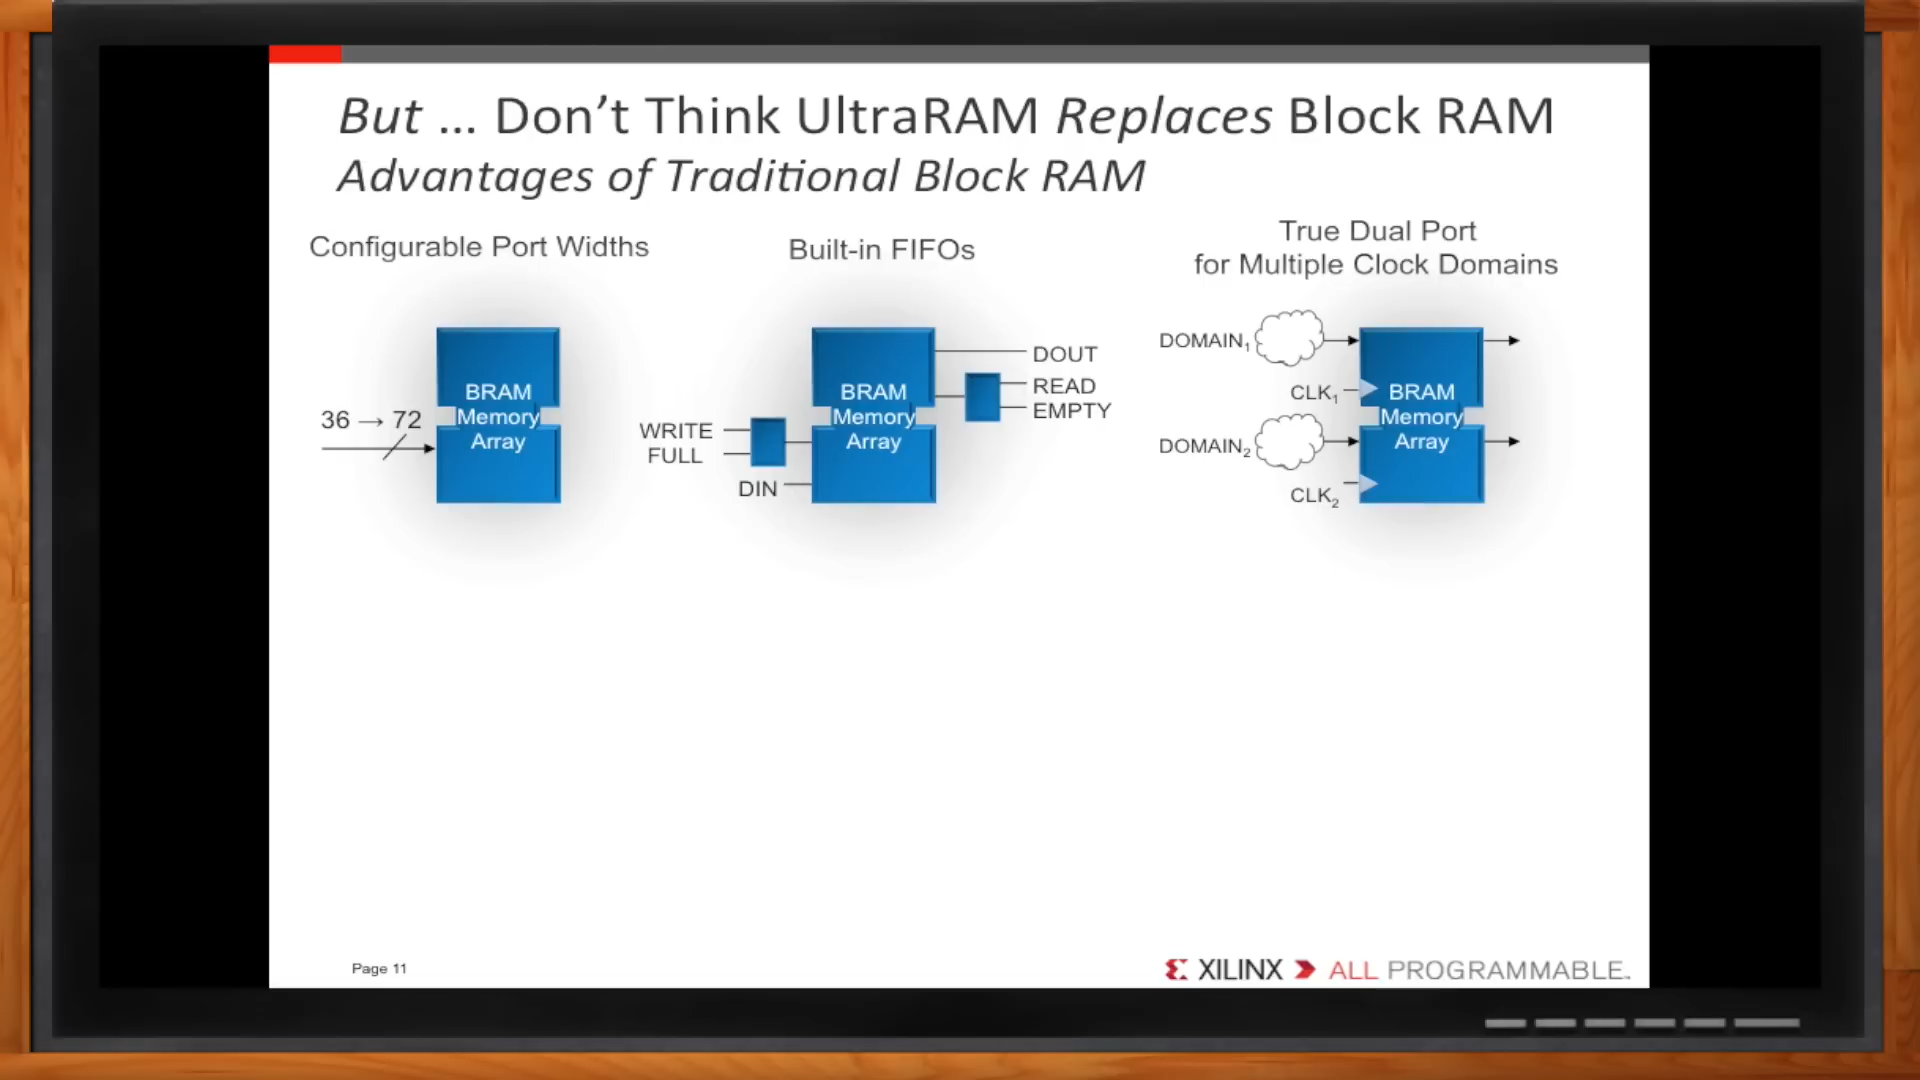 But ... Don't Think UltraRAM Replaces Block RAM
Advantages of Traditional Block RAM
Configurable Port Widths
36 → 72
BRAM
Memory
Array
Built-in FIFOs
WRITE
FULL
DIN
BRAM
Memory
Array
DOUT
READ
EMPTY
True Dual Port
for Multiple Clock Domains
DOMAIN1
CLK1
DOMAIN2
CLK2
BRAM
Memory
Array
Page 11
XILINX ALL PROGRAMMABLE™